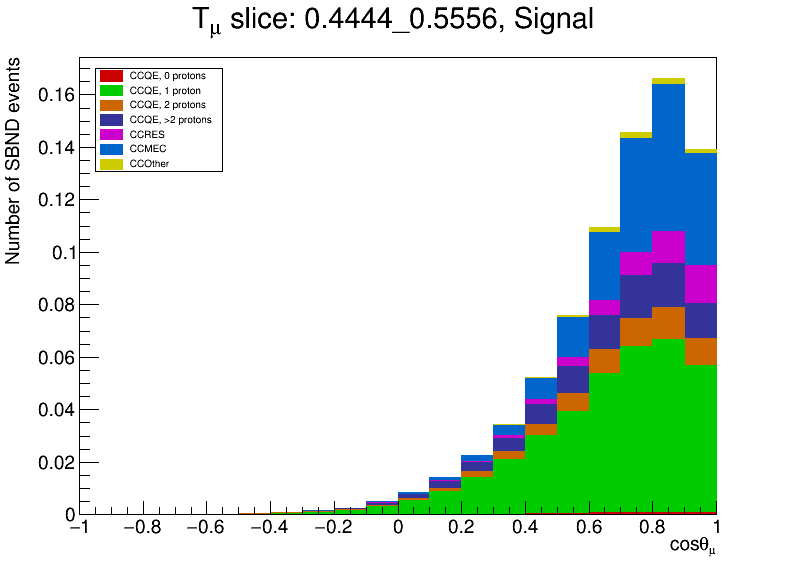 Tμ slice: 0.4444_0.5556, Signal
Number of SBND events
CCQE, 0 protons
CCQE, 1 proton
CCQE, 2 protons
CCQE, >2 protons
CCRES
CCMEC
CCOther
0.16
0.14
0.12
0.1
0.08
0.06
0.04
0.02
0
−1 −0.8 −0.6 −0.4 −0.2 0 0.2 0.4 0.6 0.8 1
cosθμ